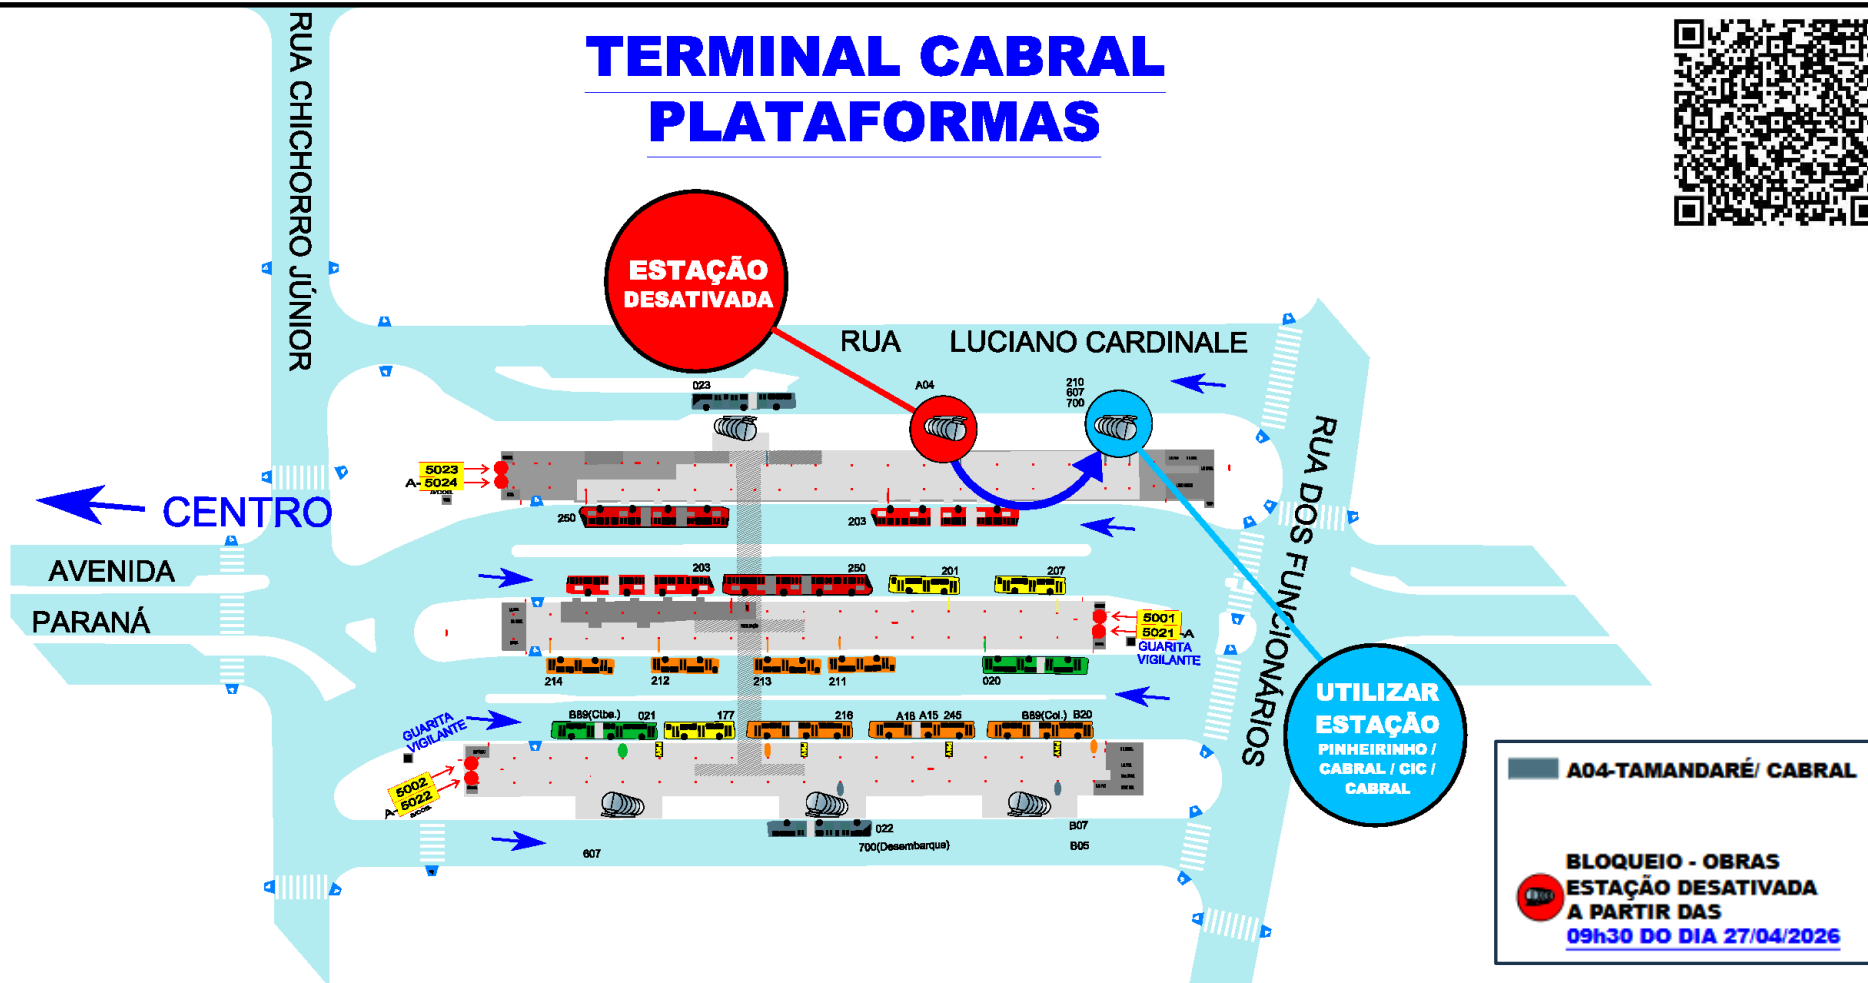 TERMINAL CABRAL
PLATAFORMAS
RUA CHICHORRO JÚNIOR
ESTAÇÃO
DESATIVADA
RUA LUCIANO CARDINALE
023
A04
210
607
700
5023
A-5024
CENTRO
250
203
RUA DOS FUNCIONÁRIOS
AVENIDA
PARANÁ
203
250
201
207
5001
5021-A
GUARITA
VIGILANTE
214
212
213
211
020
UTILIZAR
ESTAÇÃO
PINHEIRINHO /
CABRAL / CIC /
CABRAL
GUARITA
VIGILANTE
B89(Ctba.)
021
177
216
A18 A15 245
B89(Col.) B20
5002
A-5022
022
700(Desembarque)
607
B07
B05
A04-TAMANDARÉ/ CABRAL
BLOQUEIO - OBRAS
ESTAÇÃO DESATIVADA
A PARTIR DAS
09h30 DO DIA 27/04/2026